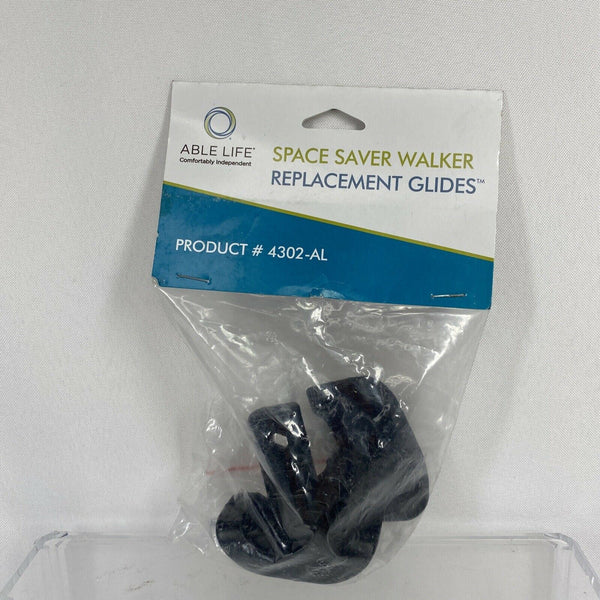 ABLE LIFE®
Comfortably Independent
SPACE SAVER WALKER
REPLACEMENT GLIDES™
PRODUCT # 4302-AL